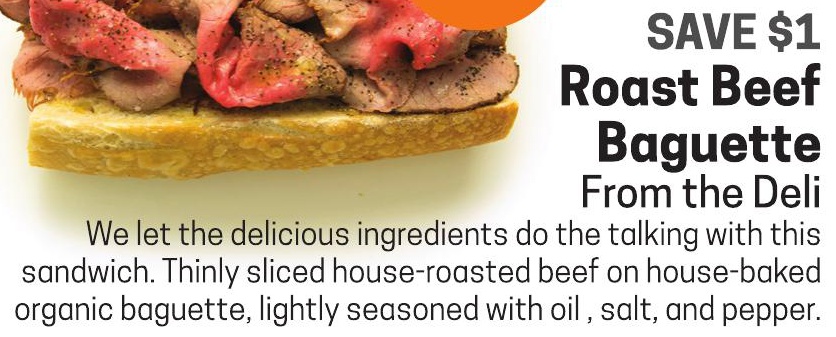 SAVE $1
Roast Beef
Baguette
From the Deli
We let the delicious ingredients do the talking with this
sandwich. Thinly sliced house-roasted beef on house-baked
organic baguette, lightly seasoned with oil , salt, and pepper.